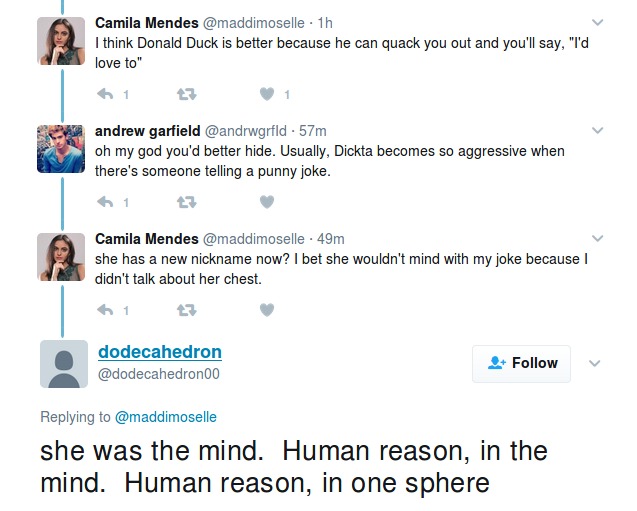 Camila Mendes @maddimoselle · 1h
I think Donald Duck is better because he can quack you out and you'll say, "I'd
love to"
1 1
andrew garfield @andrwgrfld · 57m
oh my god you'd better hide. Usually, Dickta becomes so aggressive when
there's someone telling a punny joke.
1
Camila Mendes @maddimoselle · 49m
she has a new nickname now? I bet she wouldn't mind with my joke because I
didn't talk about her chest.
1
dodecahedron
@dodecahedron00
Follow
Replying to @maddimoselle
she was the mind.  Human reason, in the
mind.  Human reason, in one sphere